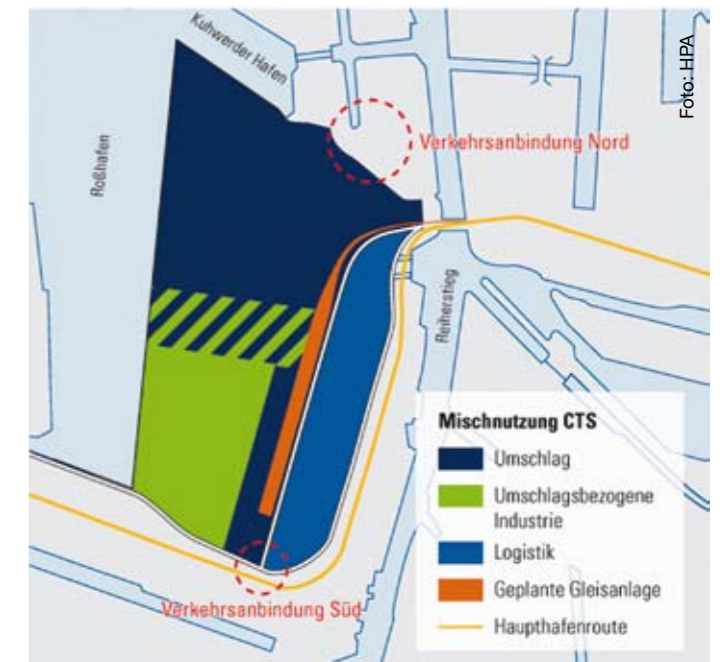 Kuhwerder Hafen
Foto: HPA
Roßhafen
Verkehrsanbindung Nord
Reiherstieg
Mischnutzung CTS
Umschlag
Umschlagsbezogene
Industrie
Logistik
Geplante Gleisanlage
Haupthafenroute
Verkehrsanbindung Süd